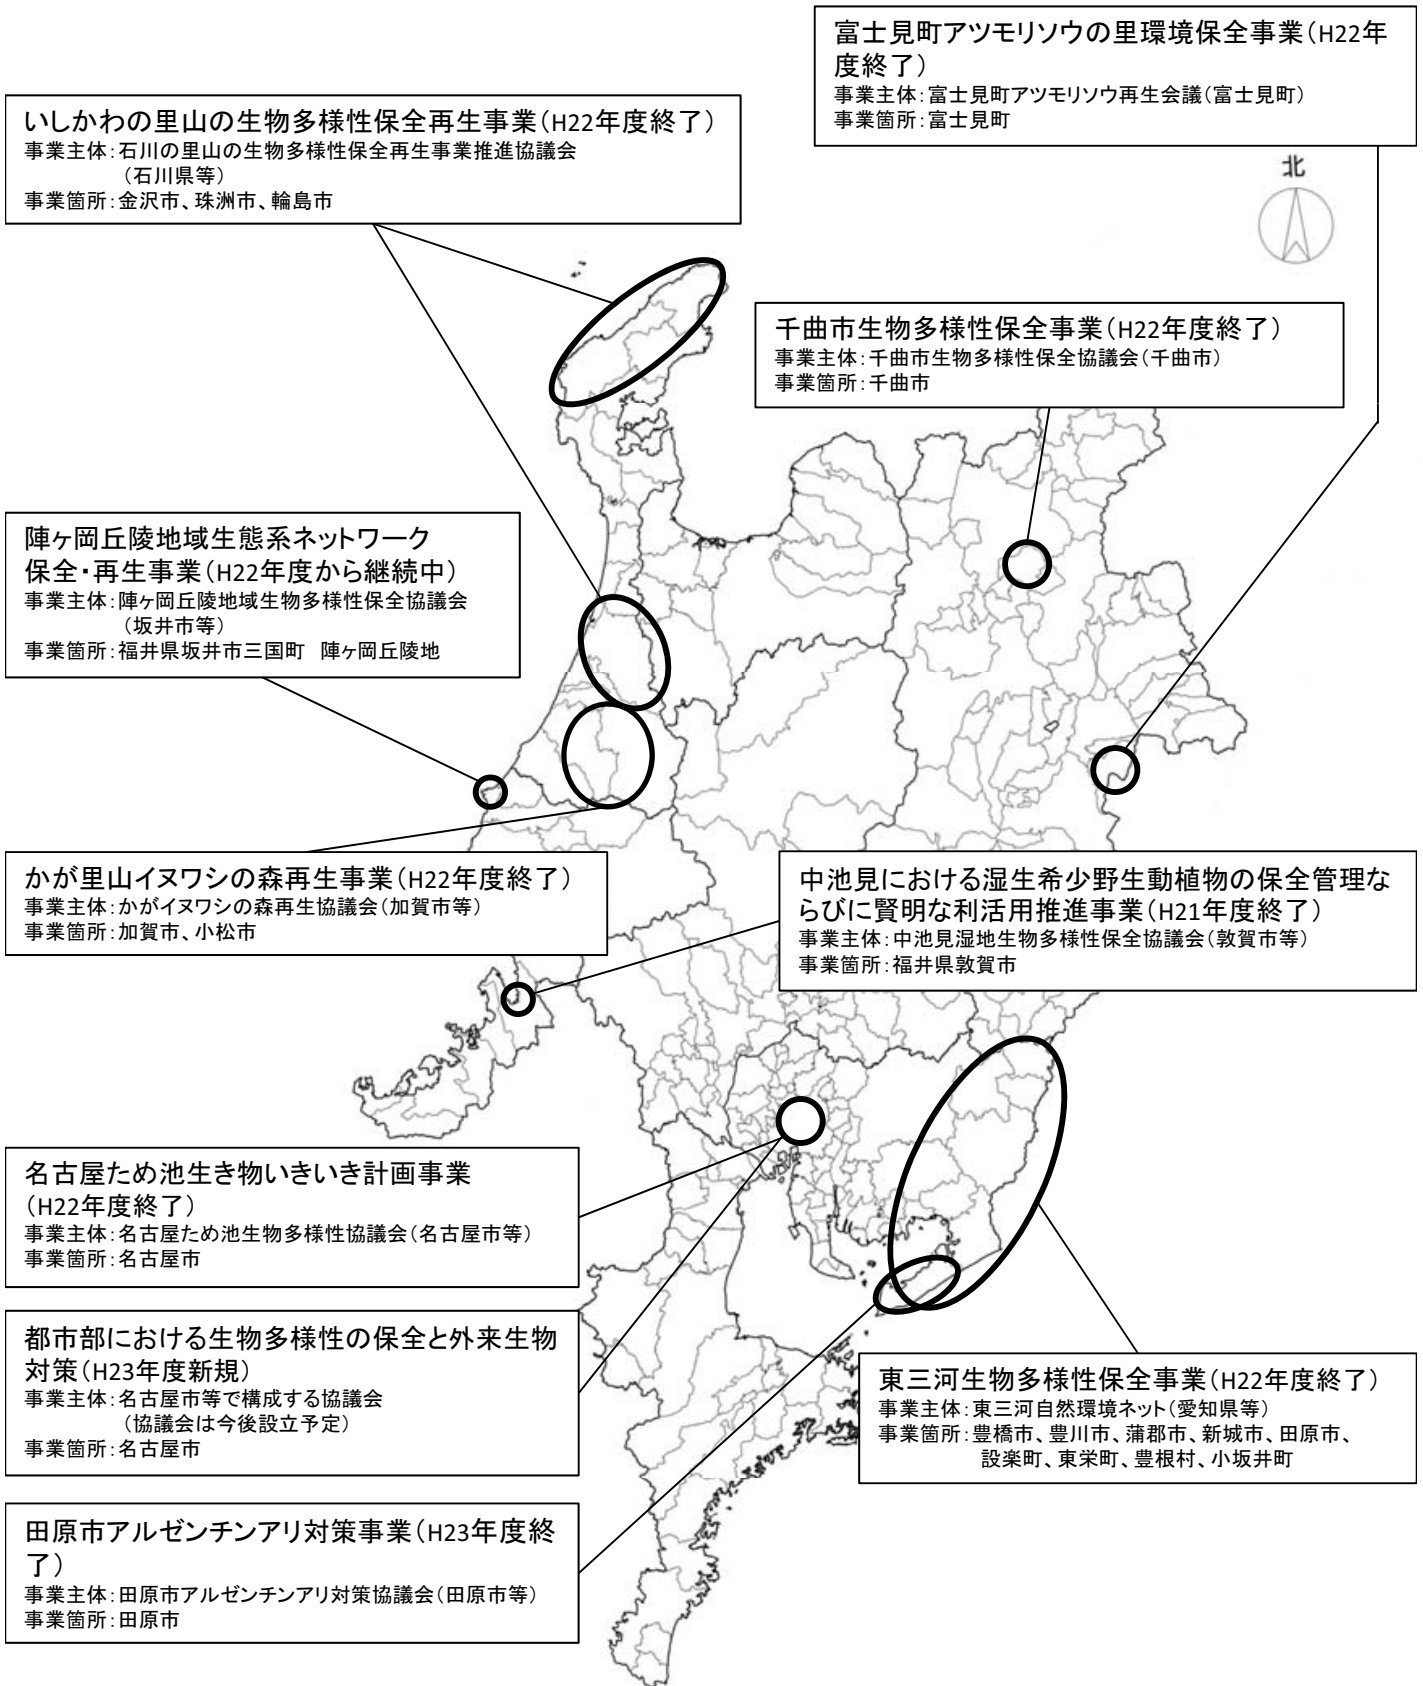 富士見町アツモリソウの里環境保全事業(H22年
度終了)
事業主体:富士見町アツモリソウ再生会議(富士見町)
事業箇所:富士見町
いしかわの里山の生物多様性保全再生事業(H22年度終了)
事業主体:石川の里山の生物多様性保全再生事業推進協議会
(石川県等)
事業箇所:金沢市、珠洲市、輪島市
北
千曲市生物多様性保全事業(H22年度終了)
事業主体:千曲市生物多様性保全協議会(千曲市)
事業箇所:千曲市
陣ヶ岡丘陵地域生態系ネットワーク
保全・再生事業(H22年度から継続中)
事業主体:陣ヶ岡丘陵地域生物多様性保全協議会
(坂井市等)
事業箇所:福井県坂井市三国町 陣ヶ岡丘陵地
かが里山イヌワシの森再生事業(H22年度終了)
事業主体:かがイヌワシの森再生協議会(加賀市等)
事業箇所:加賀市、小松市
中池見における湿生希少野生動植物の保全管理な
らびに賢明な利活用推進事業(H21年度終了)
事業主体:中池見湿地生物多様性保全協議会(敦賀市等)
事業箇所:福井県敦賀市
名古屋ため池生き物いきいき計画事業
(H22年度終了)
事業主体:名古屋ため池生物多様性協議会(名古屋市等)
事業箇所:名古屋市
都市部における生物多様性の保全と外来生物
対策(H23年度新規)
事業主体:名古屋市等で構成する協議会
(協議会は今後設立予定)
事業箇所:名古屋市
東三河生物多様性保全事業(H22年度終了)
事業主体:東三河自然環境ネット(愛知県等)
事業箇所:豊橋市、豊川市、蒲郡市、新城市、田原市、
設楽町、東栄町、豊根村、小坂井町
田原市アルゼンチンアリ対策事業(H23年度終
了)
事業主体:田原市アルゼンチンアリ対策協議会(田原市等)
事業箇所:田原市